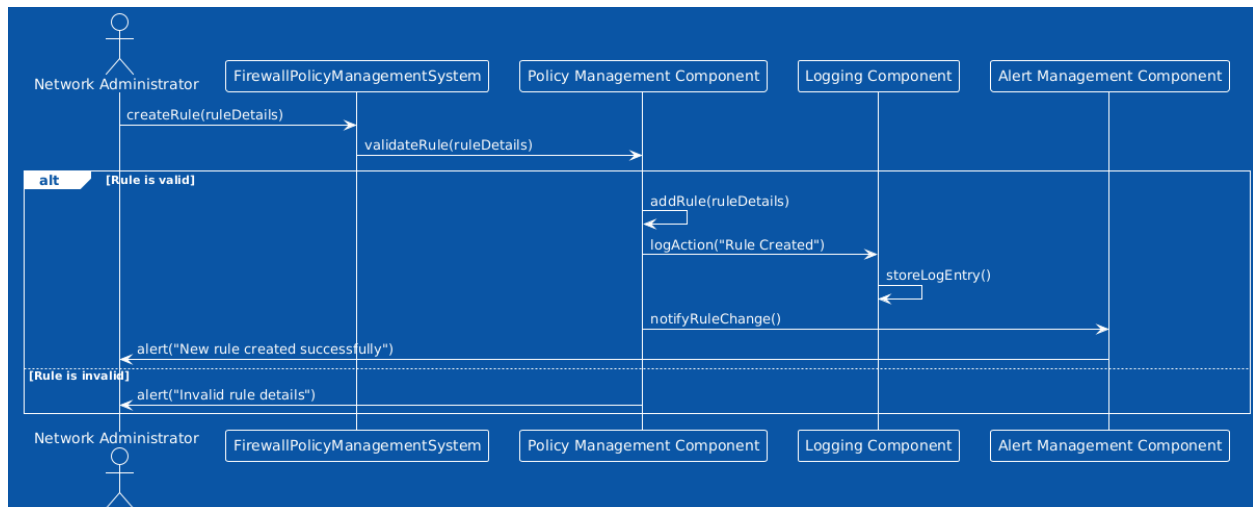 Network Administrator
FirewallPolicyManagementSystem
Policy Management Component
Logging Component
Alert Management Component
createRule(ruleDetails)
validateRule(ruleDetails)
alt
[Rule is valid]
addRule(ruleDetails)
logAction("Rule Created")
storeLogEntry()
notifyRuleChange()
alert("New rule created successfully")
[Rule is invalid]
alert("Invalid rule details")
Network Administrator
FirewallPolicyManagementSystem
Policy Management Component
Logging Component
Alert Management Component